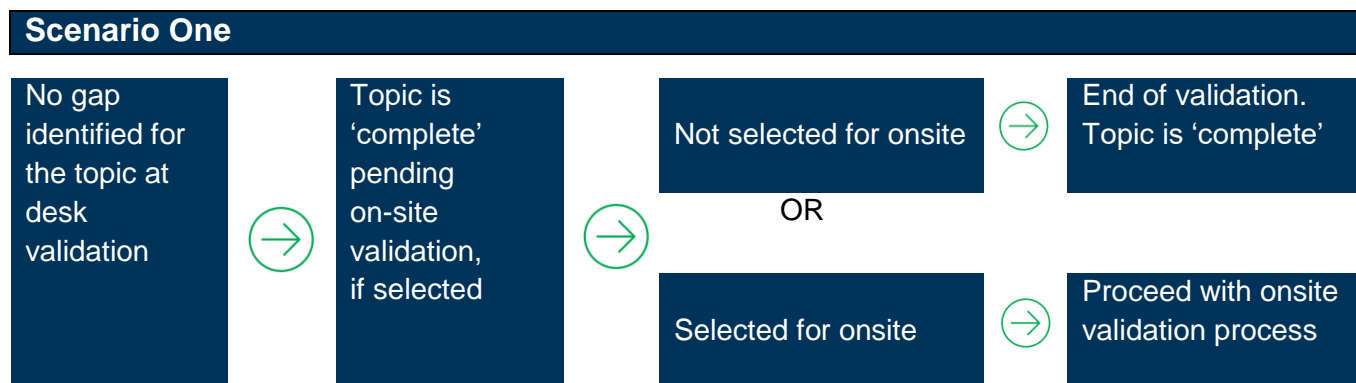 Scenario One
No gap
identified for
the topic at
desk
validation
Topic is
‘complete’
pending
on-site
validation,
if selected
Not selected for onsite
End of validation.
Topic is ‘complete’
OR
Selected for onsite
Proceed with onsite
validation process